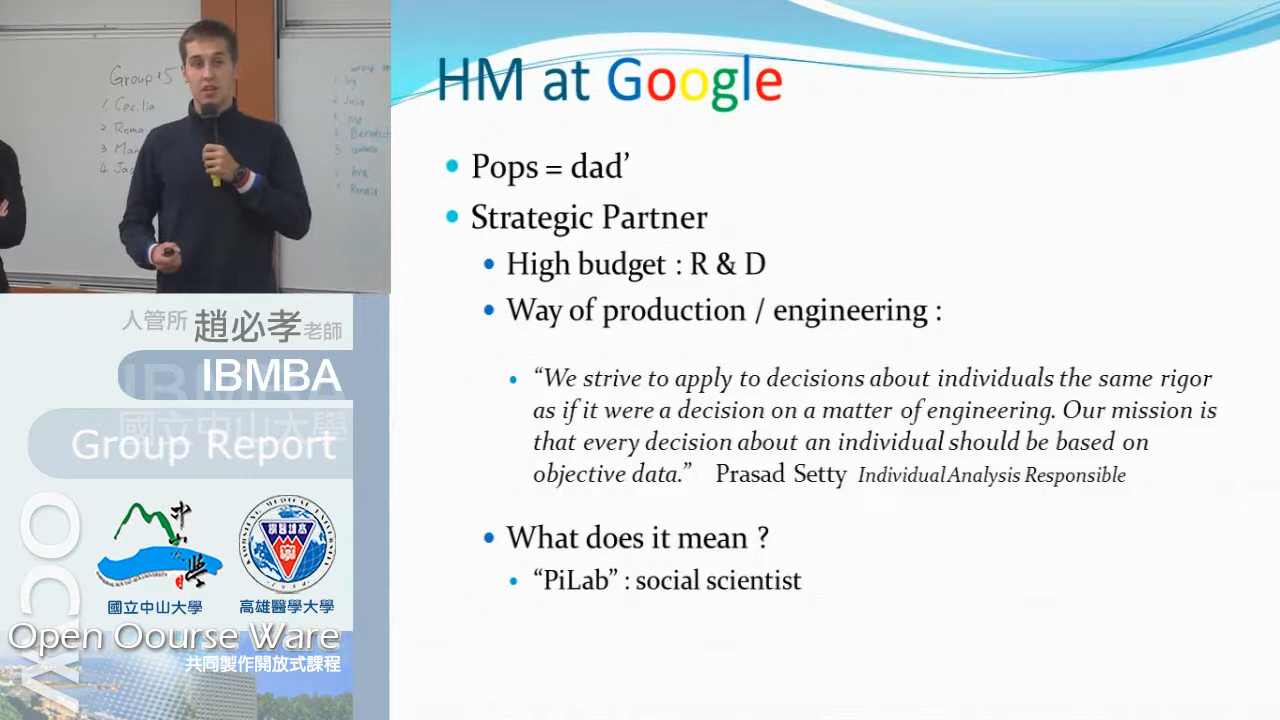 Group #5
1. Cecilia
2.
3
4
Group #
HM at Google
Pops = dad’
Strategic Partner
High budget : R & D
Way of production / engineering :
“We strive to apply to decisions about individuals the same rigor
as if it were a decision on a matter of engineering. Our mission is
that every decision about an individual should be based on
objective data.” Prasad Setty Individual Analysis Responsible
What does it mean ?
“PiLab” : social scientist
人管所 趙必孝老師
IBMBA
國立中山大學
Group Report
OCW
KAOHSIUNG MEDICAL UNIVERSITY
國立中山大學
高雄醫學大學
Open Oourse Ware
共同製作開放式課程